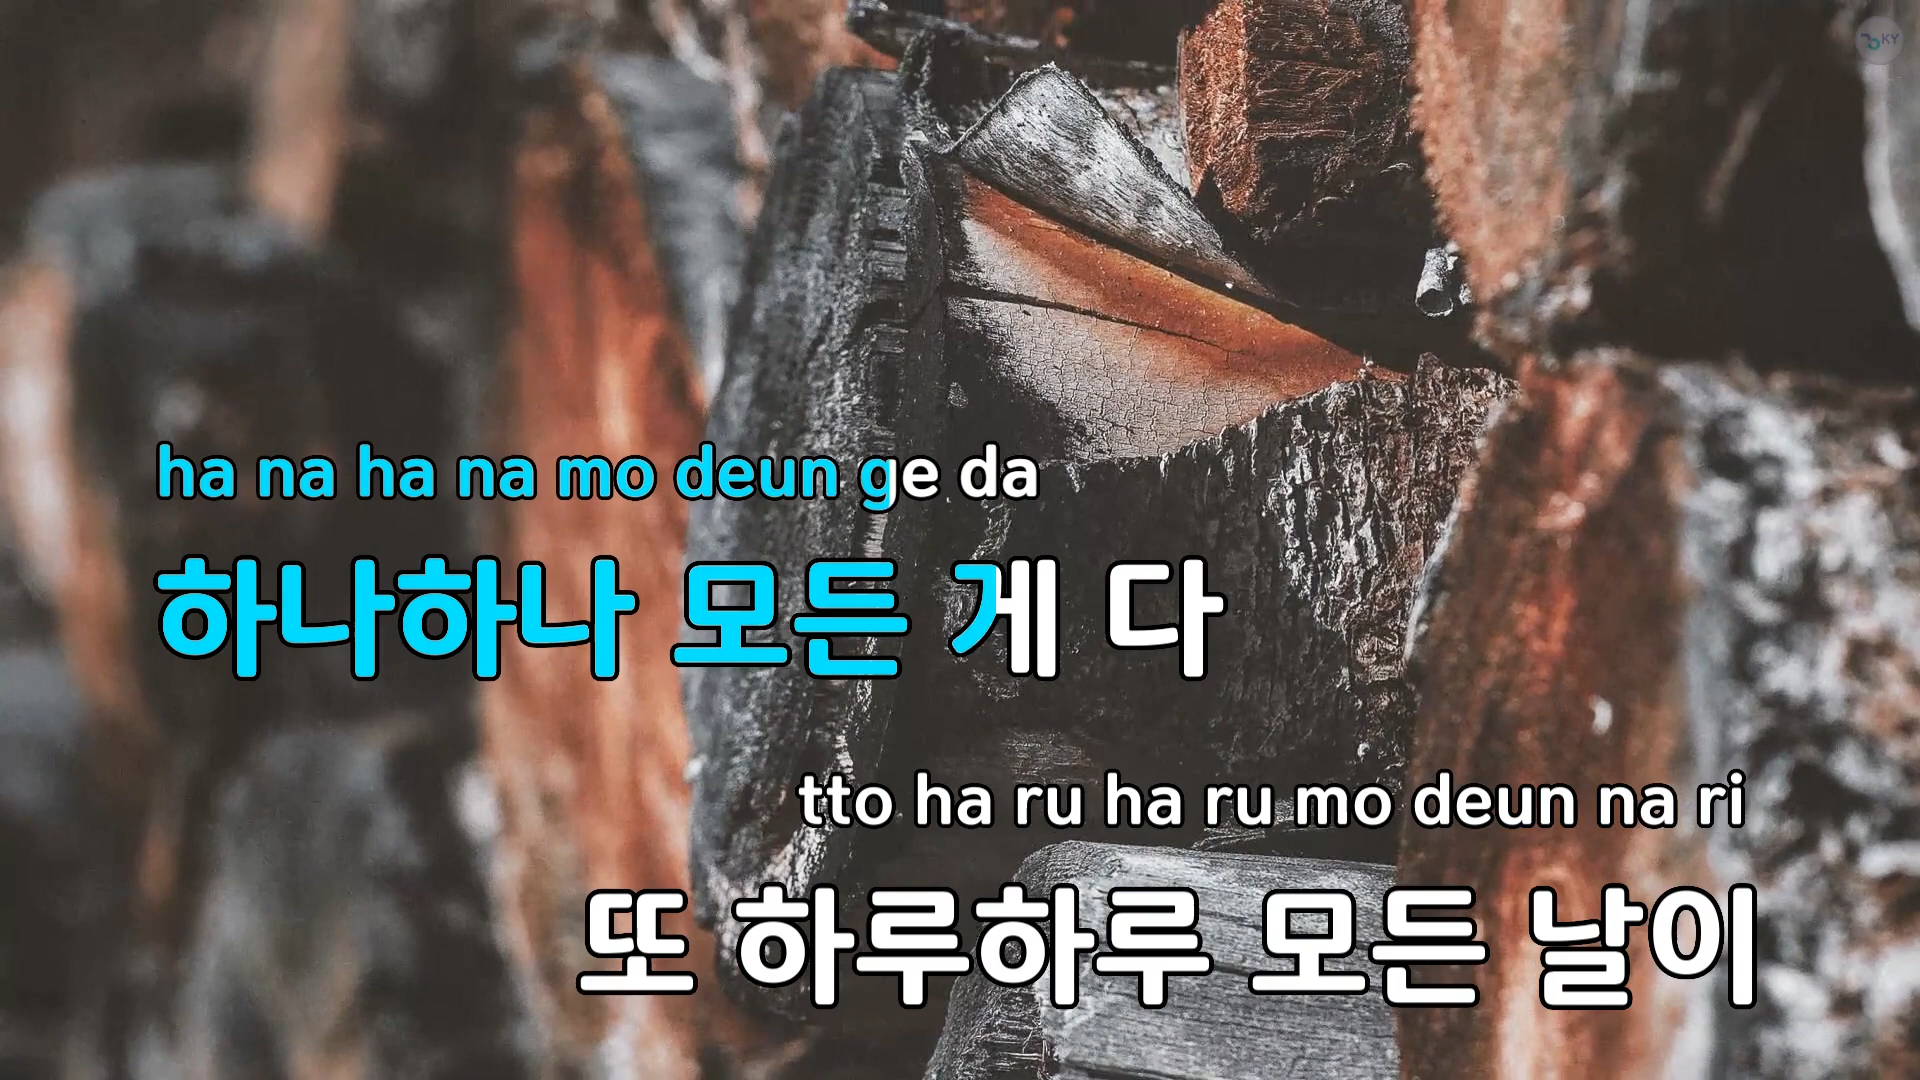 KY
ha na ha na mo deun ge da
하나하나 모든 게 다
tto ha ru ha ru mo deun na ri
또 하루하루 모든 날이